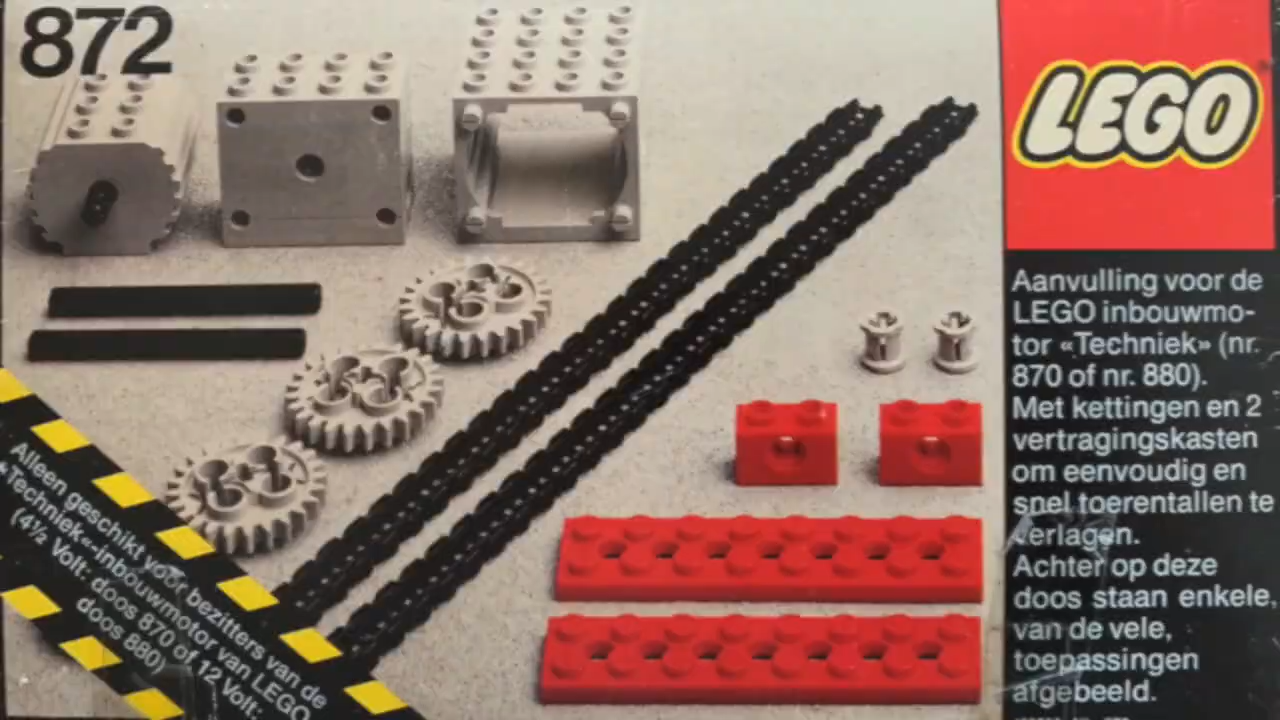 872
LEGO
Aanvulling voor de
LEGO inbouwmo-
tor «Techniek» (nr.
870 of nr. 880).
Met kettingen en 2
vertragingskasten
om eenvoudig en
snel toerentallen te
verlagen.
Achter op deze
doos staan enkele,
van de vele,
toepassingen
afgebeeld.
Alleen geschikt voor bezitters van de
"Techniek"-inbouwmotor van LEGO
(4½ Volt: doos 870 of 12 Volt:
doos 880)